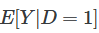 E[Y|D = 1]